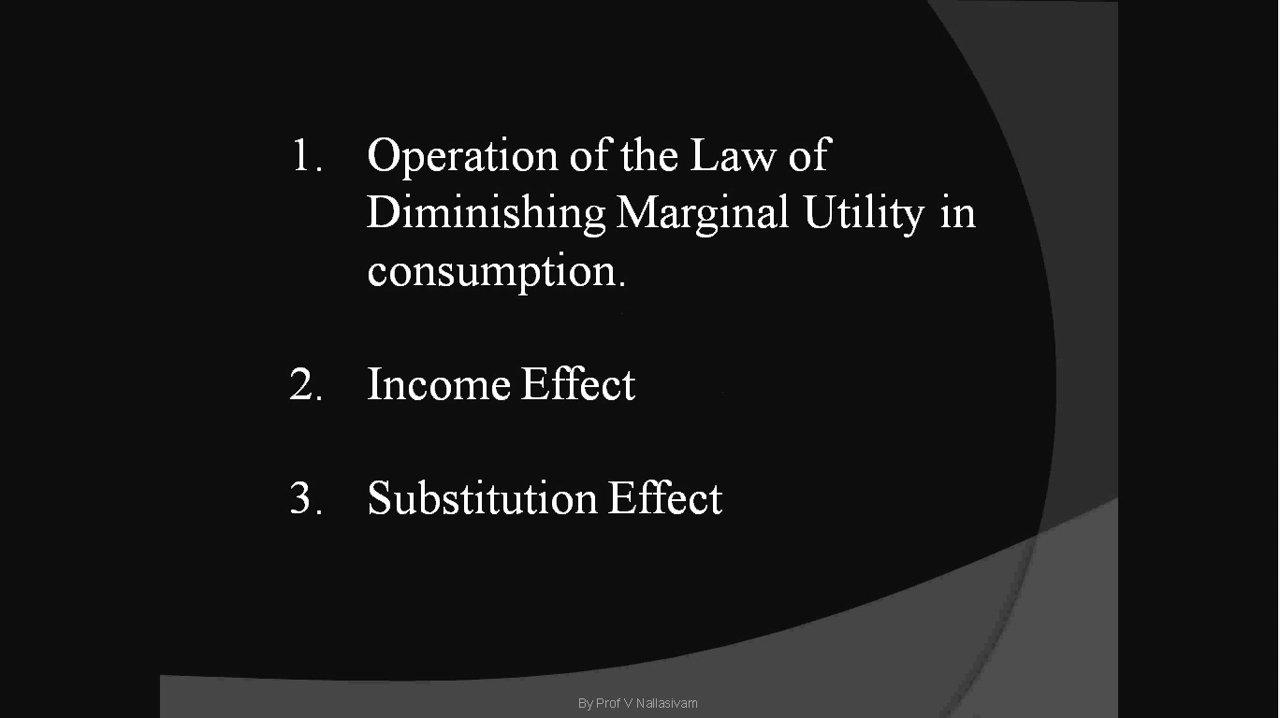 1. Operation of the Law of
Diminishing Marginal Utility in
consumption.
2. Income Effect
3. Substitution Effect
By Prof V Nallasivam